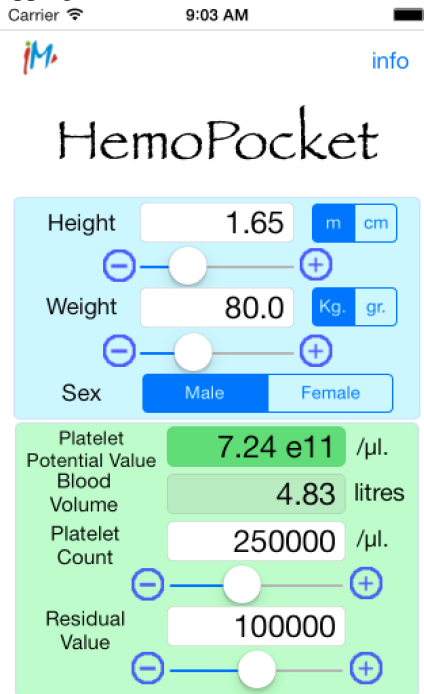 Carrier 9:03 AM
iM
info
HemoPocket
Height 1.65 m cm
Weight 80.0 Kg. gr.
Sex Male Female
Platelet
Potential Value 7.24 e11 /µl.
Blood
Volume 4.83 litres
Platelet
Count 250000 /µl.
Residual
Value 100000